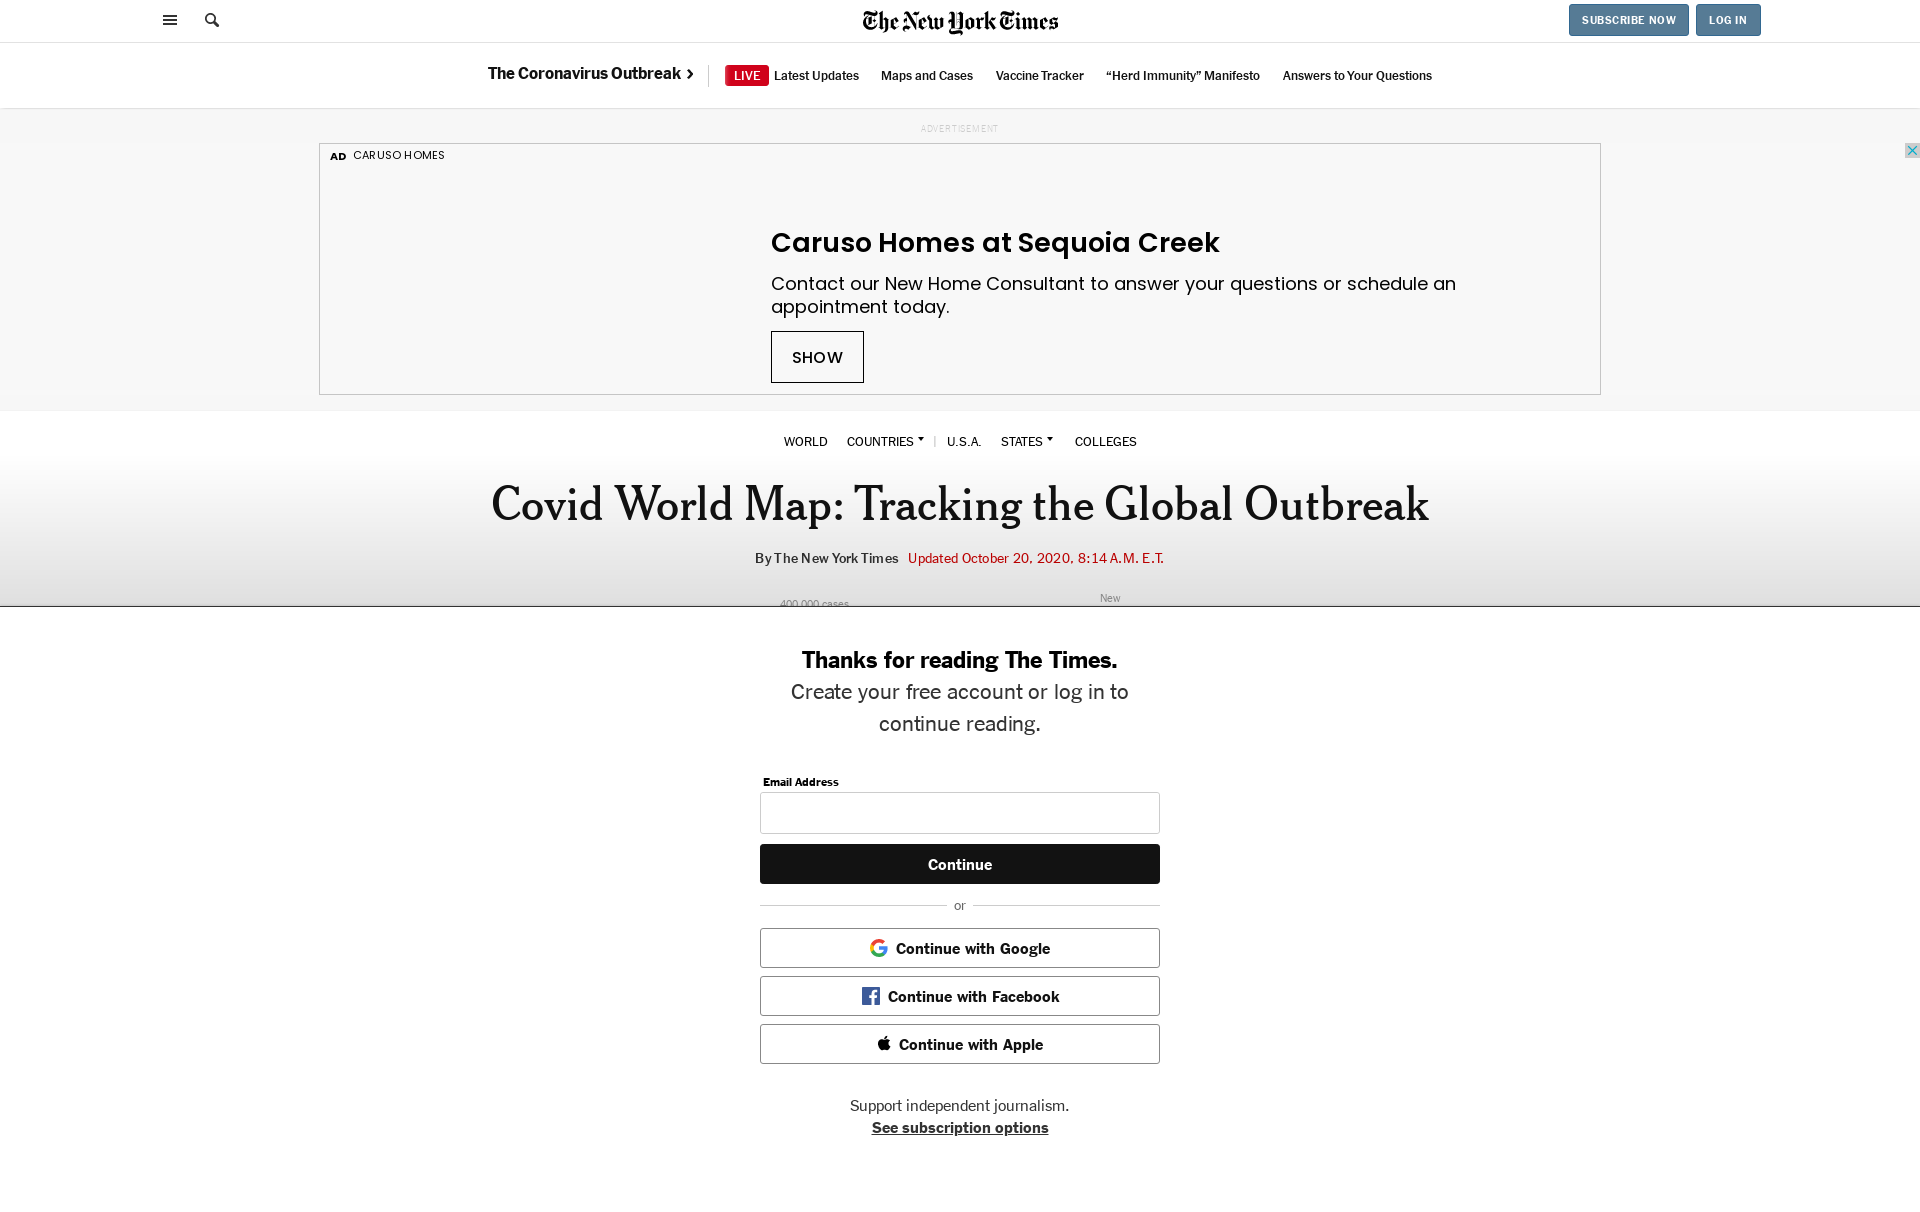 The New York Times
SUBSCRIBE NOW
LOG IN
The Coronavirus Outbreak
LIVE Latest Updates
Maps and Cases
Vaccine Tracker
“Herd Immunity” Manifesto
Answers to Your Questions
ADVERTISEMENT
AD CARUSO HOMES
Caruso Homes at Sequoia Creek
Contact our New Home Consultant to answer your questions or schedule an
appointment today.
SHOW
WORLD COUNTRIES | U.S.A. STATES COLLEGES
Covid World Map: Tracking the Global Outbreak
By The New York Times Updated October 20, 2020, 8:14 A.M. E.T.
New
400,000 cases
Thanks for reading The Times.
Create your free account or log in to
continue reading.
Email Address
Continue
or
Continue with Google
Continue with Facebook
Continue with Apple
Support independent journalism.
See subscription options